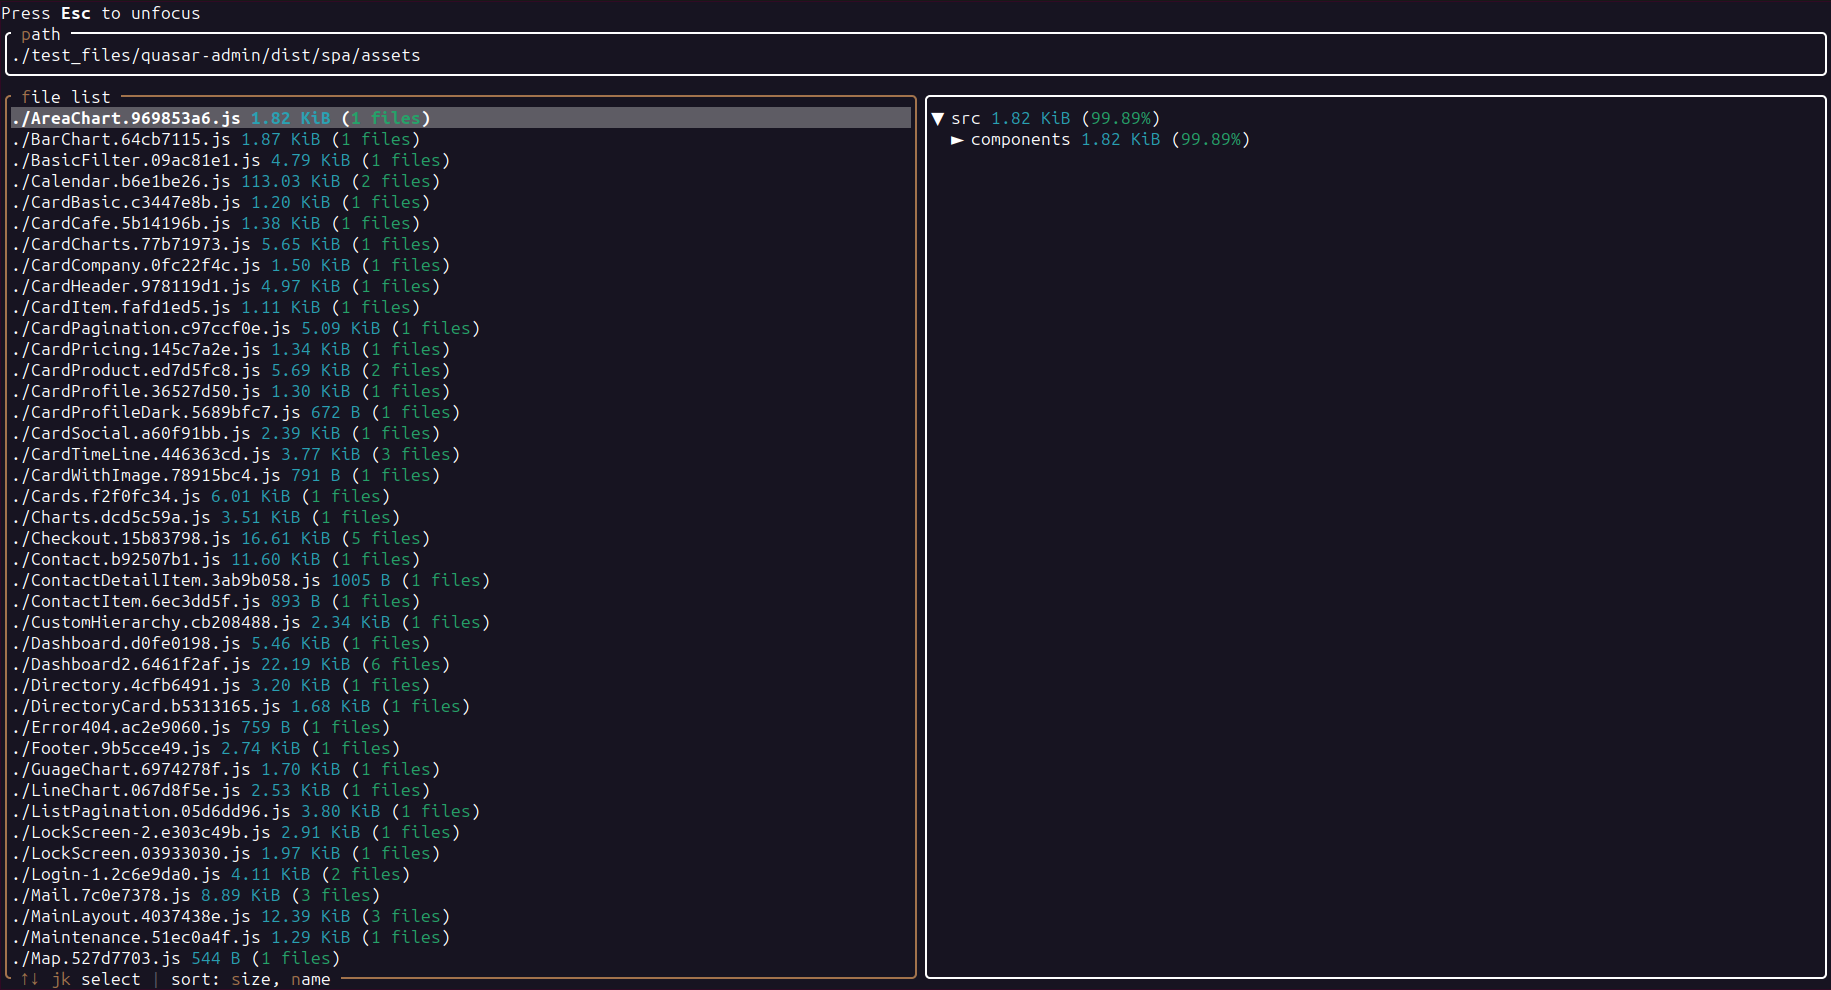 Press Esc to unfocus
path
./test_files/quasar-admin/dist/spa/assets
file list
./AreaChart.969853a6.js 1.82 KiB (1 files)
./BarChart.64cb7115.js 1.87 KiB (1 files)
./BasicFilter.09ac81e1.js 4.79 KiB (1 files)
./Calendar.b6e1be26.js 113.03 KiB (2 files)
./CardBasic.c3447e8b.js 1.20 KiB (1 files)
./CardCafe.5b14196b.js 1.38 KiB (1 files)
./CardCharts.77b71973.js 5.65 KiB (1 files)
./CardCompany.0fc22f4c.js 1.50 KiB (1 files)
./CardHeader.978119d1.js 4.97 KiB (1 files)
./CardItem.fafd1ed5.js 1.11 KiB (1 files)
./CardPagination.c97ccf0e.js 5.09 KiB (1 files)
./CardPricing.145c7a2e.js 1.34 KiB (1 files)
./CardProduct.ed7d5fc8.js 5.69 KiB (2 files)
./CardProfile.36527d50.js 1.30 KiB (1 files)
./CardProfileDark.5689bfc7.js 672 B (1 files)
./CardSocial.a60f91bb.js 2.39 KiB (1 files)
./CardTimeLine.446363cd.js 3.77 KiB (3 files)
./CardWithImage.78915bc4.js 791 B (1 files)
./Cards.f2f0fc34.js 6.01 KiB (1 files)
./Charts.dcd5c59a.js 3.51 KiB (1 files)
./Checkout.15b83798.js 16.61 KiB (5 files)
./Contact.b92507b1.js 11.60 KiB (1 files)
./ContactDetailItem.3ab9b058.js 1005 B (1 files)
./ContactItem.6ec3dd5f.js 893 B (1 files)
./CustomHierarchy.cb208488.js 2.34 KiB (1 files)
./Dashboard.d0fe0198.js 5.46 KiB (1 files)
./Dashboard2.6461f2af.js 22.19 KiB (6 files)
./Directory.4cfb6491.js 3.20 KiB (1 files)
./DirectoryCard.b5313165.js 1.68 KiB (1 files)
./Error404.ac2e9060.js 759 B (1 files)
./Footer.9b5cce49.js 2.74 KiB (1 files)
./GuageChart.6974278f.js 1.70 KiB (1 files)
./LineChart.067d8f5e.js 2.53 KiB (1 files)
./ListPagination.05d6dd96.js 3.80 KiB (1 files)
./LockScreen-2.e303c49b.js 2.91 KiB (1 files)
./LockScreen.03933030.js 1.97 KiB (1 files)
./Login-1.2c6e9da0.js 4.11 KiB (2 files)
./Mail.7c0e7378.js 8.89 KiB (3 files)
./MainLayout.4037438e.js 12.39 KiB (3 files)
./Maintenance.51ec0a4f.js 1.29 KiB (1 files)
./Map.527d7703.js 544 B (1 files)
↑↓ jk select | sort: size, name
▼ src 1.82 KiB (99.89%)
► components 1.82 KiB (99.89%)